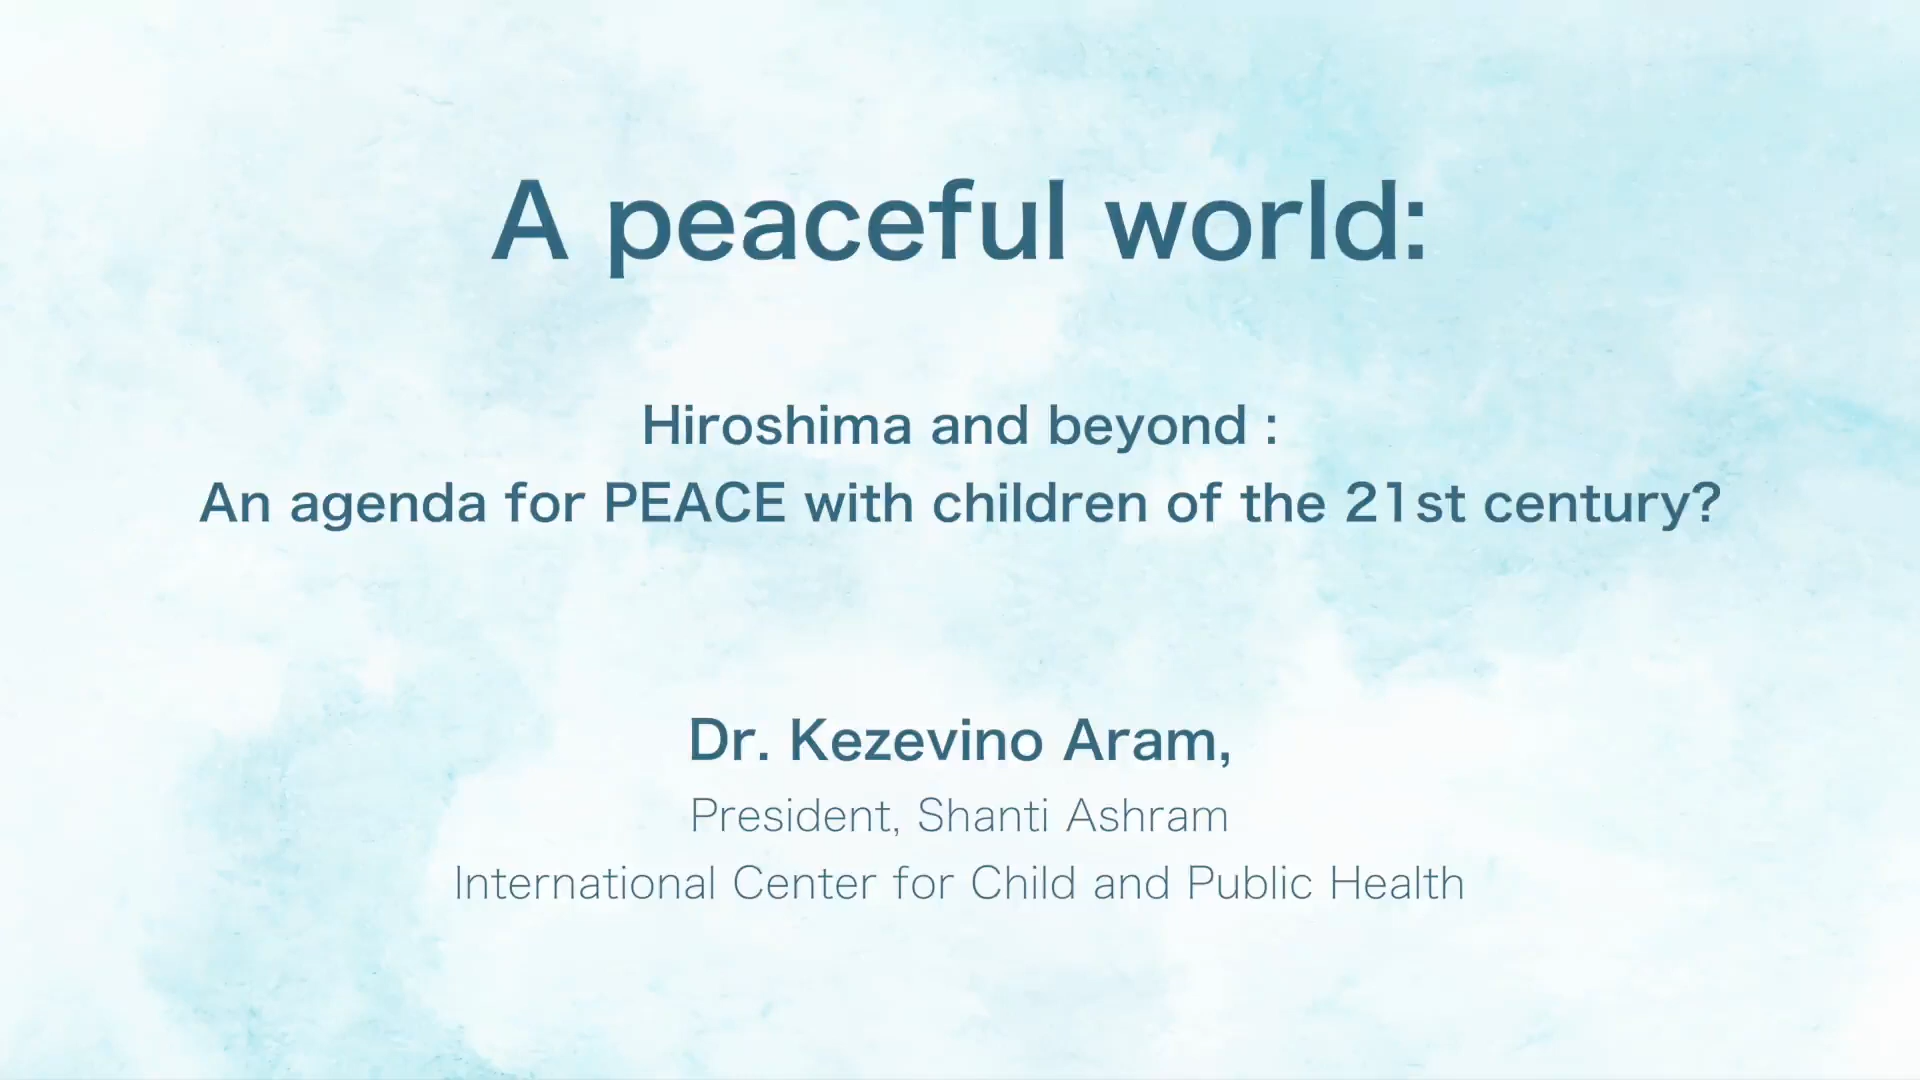 A peaceful world:
Hiroshima and beyond :
An agenda for PEACE with children of the 21st century?
Dr. Kezevino Aram,
President, Shanti Ashram
International Center for Child and Public Health